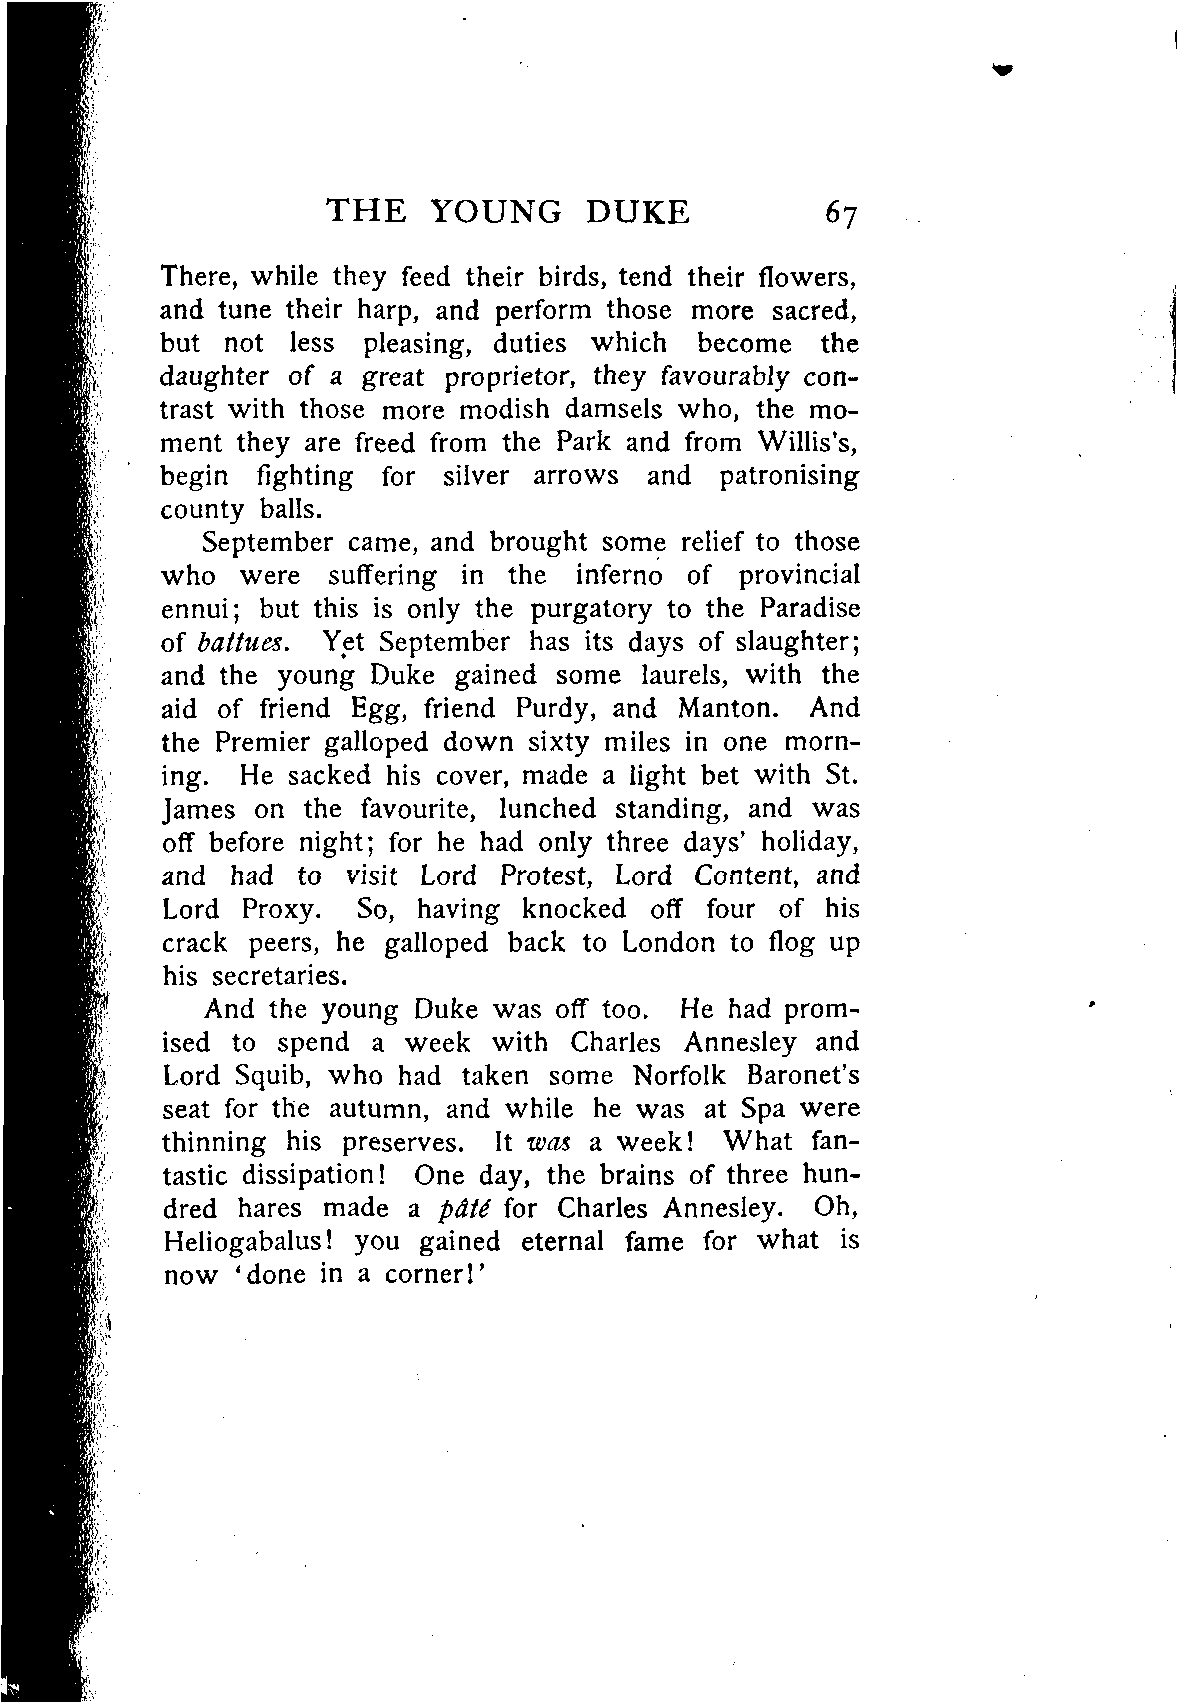 THE YOUNG DUKE 67
There, while they feed their birds, tend their flowers,
and tune their harp, and perform those more sacred,
but not less pleasing, duties which become the
daughter of a great proprietor, they favourably con-
trast with those more modish damsels who, the mo-
ment they are freed from the Park and from Willis's,
begin fighting for silver arrows and patronising
county balls.
September came, and brought some relief to those
who were suffering in the inferno of provincial
ennui; but this is only the purgatory to the Paradise
of battues. Yet September has its days of slaughter;
and the young Duke gained some laurels, with the
aid of friend Egg, friend Purdy, and Manton. And
the Premier galloped down sixty miles in one morn-
ing. He sacked his cover, made a light bet with St.
James on the favourite, lunched standing, and was
off before night; for he had only three days' holiday,
and had to visit Lord Protest, Lord Content, and
Lord Proxy. So, having knocked off four of his
crack peers, he galloped back to London to flog up
his secretaries.
And the young Duke was off too. He had prom-
ised to spend a week with Charles Annesley and
Lord Squib, who had taken some Norfolk Baronet's
seat for the autumn, and while he was at Spa were
thinning his preserves. It was a week! What fan-
tastic dissipation! One day, the brains of three hun-
dred hares made a pâté for Charles Annesley. Oh,
Heliogabalus! you gained eternal fame for what is
now 'done in a corner!'